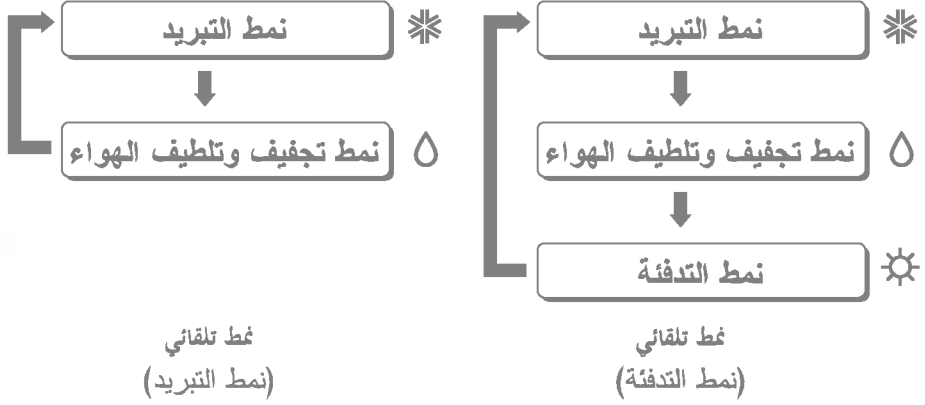 نمط التبريد
نمط تجفيف وتلطيف الهواء
نمط التدفئة
نمط تلقائي
(نمط التدفئة)
نمط التبريد
نمط تجفيف وتلطيف الهواء
نمط تلقائي
(نمط التبريد)